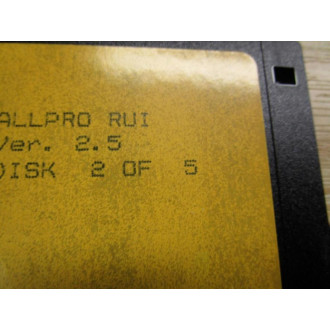 ALLPRO RUI
Ver. 2.5
DISK 2 OF 5